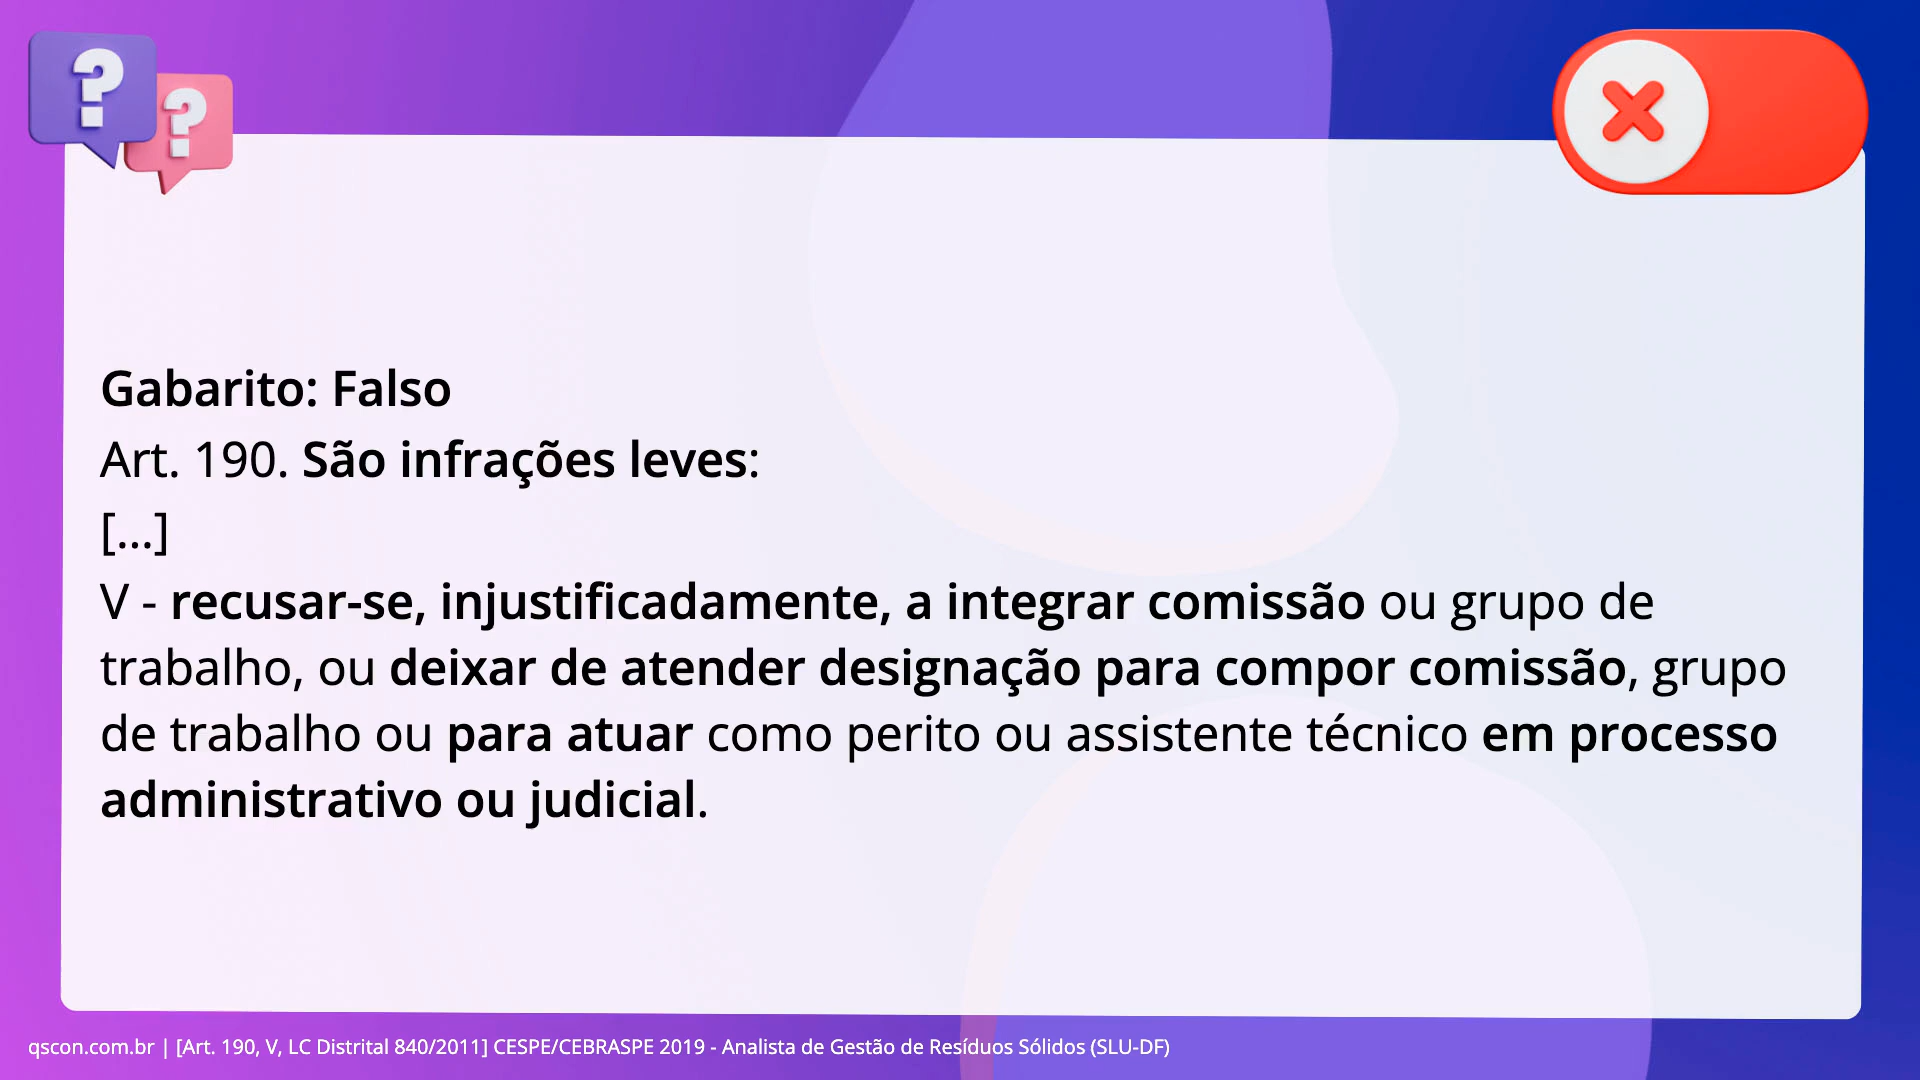 ?
?
Gabarito: Falso
Art. 190. São infrações leves:
[...]
V - recusar-se, injustificadamente, a integrar comissão ou grupo de
trabalho, ou deixar de atender designação para compor comissão, grupo
de trabalho ou para atuar como perito ou assistente técnico em processo
administrativo ou judicial.
qscon.com.br | [Art. 190, V, LC Distrital 840/2011] CESPE/CEBRASPE 2019 - Analista de Gestão de Resíduos Sólidos (SLU-DF)